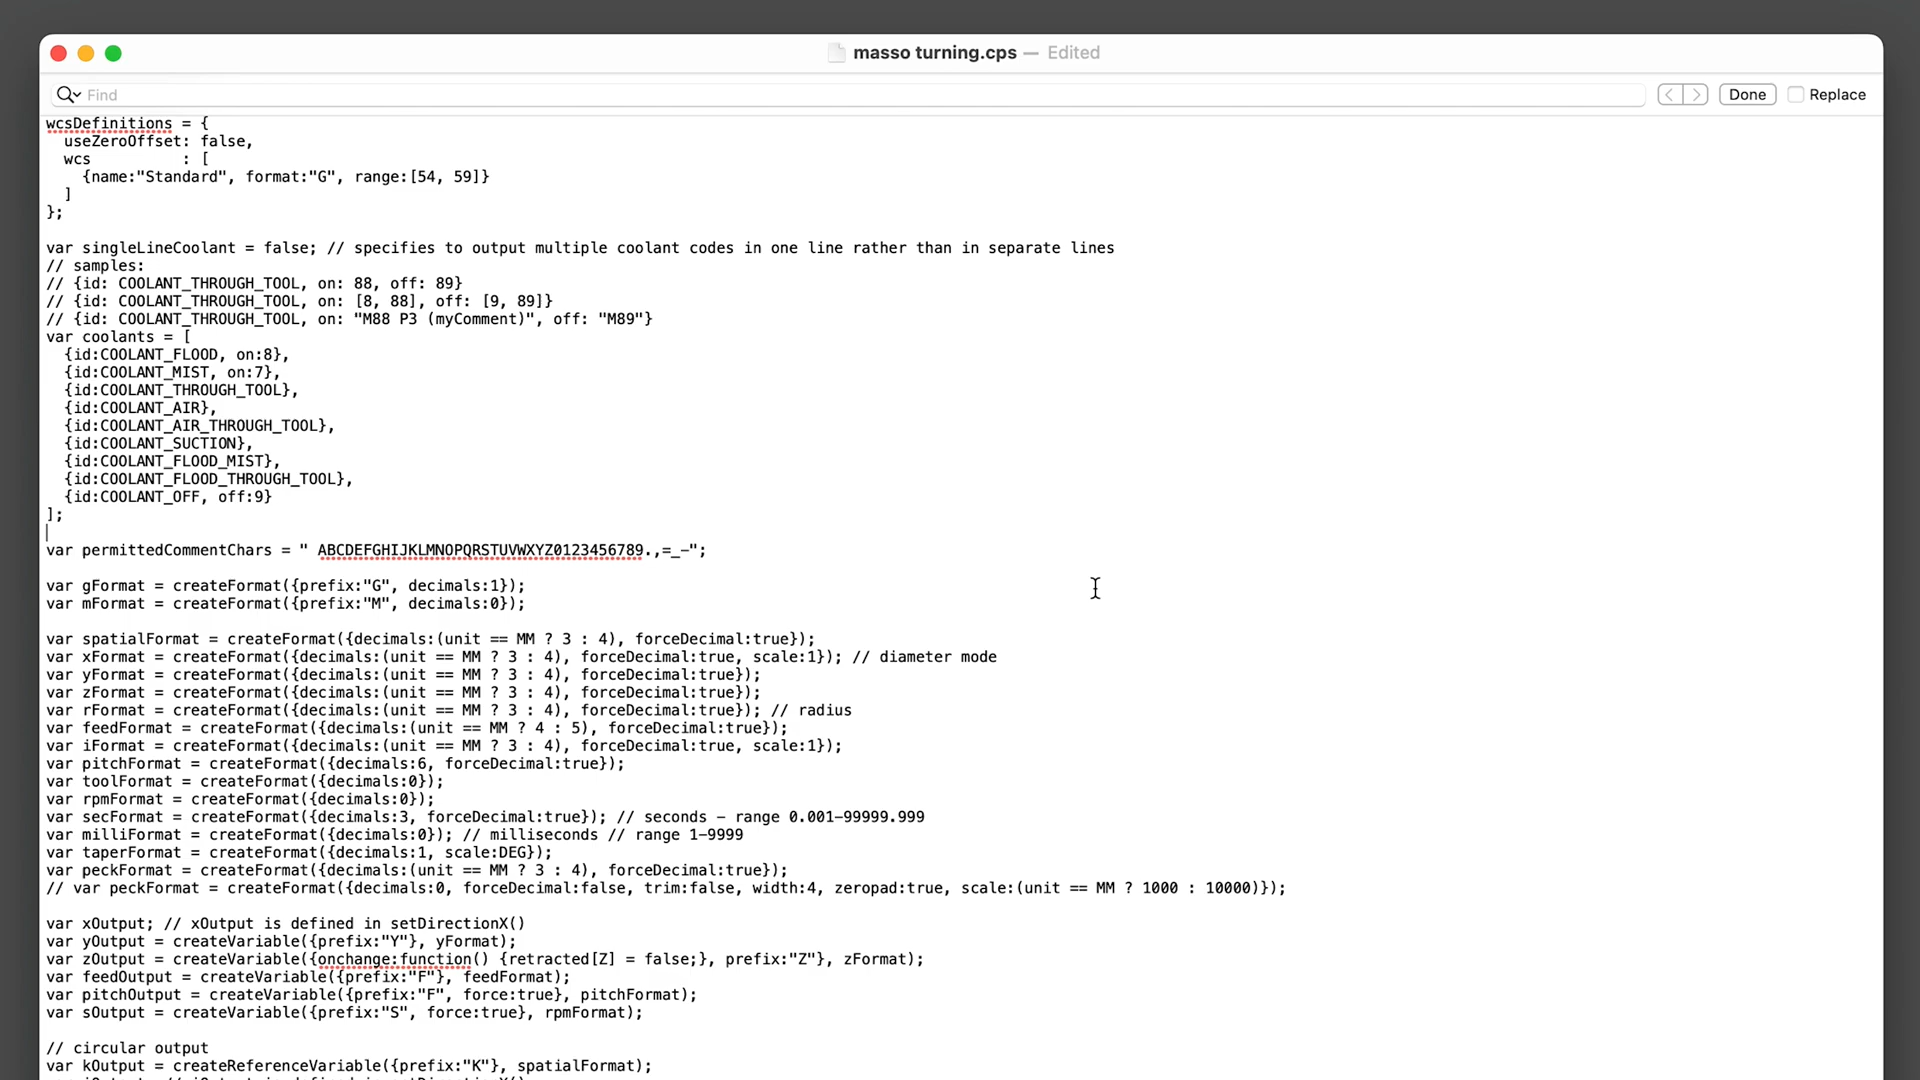 masso turning.cps — Edited
Find
Done
Replace
wcsDefinitions = {
  useZeroOffset: false,
  wcs          : [
    {name:"Standard", format:"G", range:[54, 59]}
  ]
};
var singleLineCoolant = false; // specifies to output multiple coolant codes in one line rather than in separate lines
// samples:
// {id: COOLANT_THROUGH_TOOL, on: 88, off: 89}
// {id: COOLANT_THROUGH_TOOL, on: [8, 88], off: [9, 89]}
// {id: COOLANT_THROUGH_TOOL, on: "M88 P3 (myComment)", off: "M89"}
var coolants = [
  {id:COOLANT_FLOOD, on:8},
  {id:COOLANT_MIST, on:7},
  {id:COOLANT_THROUGH_TOOL},
  {id:COOLANT_AIR},
  {id:COOLANT_AIR_THROUGH_TOOL},
  {id:COOLANT_SUCTION},
  {id:COOLANT_FLOOD_MIST},
  {id:COOLANT_FLOOD_THROUGH_TOOL},
  {id:COOLANT_OFF, off:9}
];
var permittedCommentChars = " ABCDEFGHIJKLMNOPQRSTUVWXYZ0123456789.,=_-";
var gFormat = createFormat({prefix:"G", decimals:1});
var mFormat = createFormat({prefix:"M", decimals:0});
var spatialFormat = createFormat({decimals:(unit == MM ? 3 : 4), forceDecimal:true});
var xFormat = createFormat({decimals:(unit == MM ? 3 : 4), forceDecimal:true, scale:1}); // diameter mode
var yFormat = createFormat({decimals:(unit == MM ? 3 : 4), forceDecimal:true});
var zFormat = createFormat({decimals:(unit == MM ? 3 : 4), forceDecimal:true});
var rFormat = createFormat({decimals:(unit == MM ? 3 : 4), forceDecimal:true}); // radius
var feedFormat = createFormat({decimals:(unit == MM ? 4 : 5), forceDecimal:true});
var iFormat = createFormat({decimals:(unit == MM ? 3 : 4), forceDecimal:true, scale:1});
var pitchFormat = createFormat({decimals:6, forceDecimal:true});
var toolFormat = createFormat({decimals:0});
var rpmFormat = createFormat({decimals:0});
var secFormat = createFormat({decimals:3, forceDecimal:true}); // seconds - range 0.001-99999.999
var milliFormat = createFormat({decimals:0}); // milliseconds // range 1-9999
var taperFormat = createFormat({decimals:1, scale:DEG});
var peckFormat = createFormat({decimals:(unit == MM ? 3 : 4), forceDecimal:true});
// var peckFormat = createFormat({decimals:0, forceDecimal:false, trim:false, width:4, zeropad:true, scale:(unit == MM ? 1000 : 10000)});
var xOutput; // xOutput is defined in setDirectionX()
var yOutput = createVariable({prefix:"Y"}, yFormat);
var zOutput = createVariable({onchange:function() {retracted[Z] = false;}, prefix:"Z"}, zFormat);
var feedOutput = createVariable({prefix:"F"}, feedFormat);
var pitchOutput = createVariable({prefix:"F", force:true}, pitchFormat);
var sOutput = createVariable({prefix:"S", force:true}, rpmFormat);
// circular output
var kOutput = createReferenceVariable({prefix:"K"}, spatialFormat);